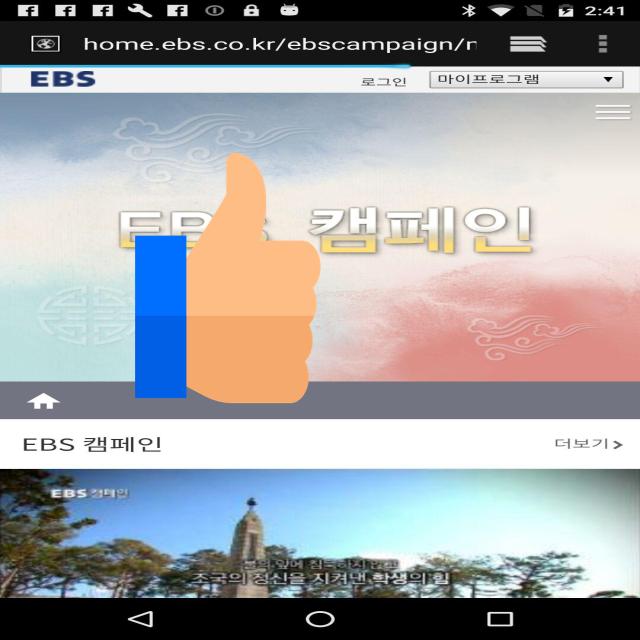 2:41
home.ebs.co.kr/ebscampaign/r
EBS 로그인 마이프로그램
EBS 캠페인
EBS 캠페인 더보기
EBS 캠페인
조국의 정신을 지켜낸 학생의 힘